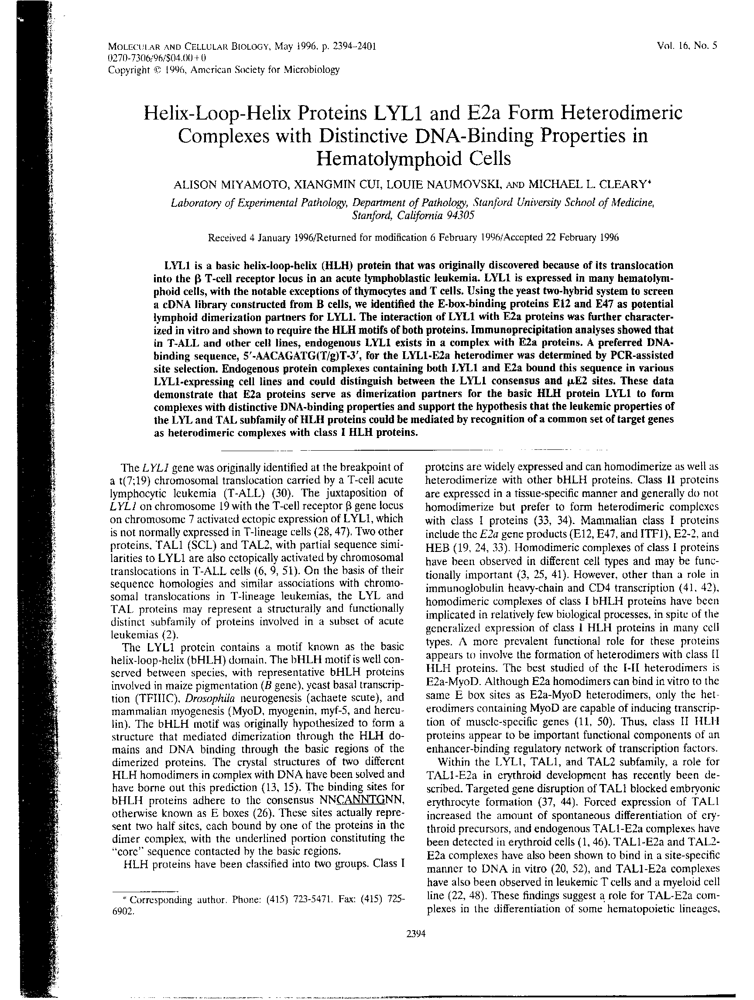 MOLECULAR AND CELLULAR BIOLOGY, May 1996, p. 2394–2401
Vol. 16, No. 5
0270-7306/96/$04.00+0
Copyright © 1996, American Society for Microbiology
Helix-Loop-Helix Proteins LYL1 and E2a Form Heterodimeric
Complexes with Distinctive DNA-Binding Properties in
Hematolymphoid Cells
ALISON MIYAMOTO, XIANGMIN CUI, LOUIE NAUMOVSKI, AND MICHAEL L. CLEARY*
Laboratory of Experimental Pathology, Department of Pathology, Stanford University School of Medicine,
Stanford, California 94305
Received 4 January 1996/Returned for modification 6 February 1996/Accepted 22 February 1996
LYL1 is a basic helix-loop-helix (HLH) protein that was originally discovered because of its translocation
into the β T-cell receptor locus in an acute lymphoblastic leukemia. LYL1 is expressed in many hematolym-
phoid cells, with the notable exceptions of thymocytes and T cells. Using the yeast two-hybrid system to screen
a cDNA library constructed from B cells, we identified the E-box-binding proteins E12 and E47 as potential
lymphoid dimerization partners for LYL1. The interaction of LYL1 with E2a proteins was further character-
ized in vitro and shown to require the HLH motifs of both proteins. Immunoprecipitation analyses showed that
in T-ALL and other cell lines, endogenous LYL1 exists in a complex with E2a proteins. A preferred DNA-
binding sequence, 5′-AACAGATG(T/g)T-3′, for the LYL1-E2a heterodimer was determined by PCR-assisted
site selection. Endogenous protein complexes containing both LYL1 and E2a bound this sequence in various
LYL1-expressing cell lines and could distinguish between the LYL1 consensus and μE2 sites. These data
demonstrate that E2a proteins serve as dimerization partners for the basic HLH protein LYL1 to form
complexes with distinctive DNA-binding properties and support the hypothesis that the leukemic properties of
the LYL and TAL subfamily of HLH proteins could be mediated by recognition of a common set of target genes
as heterodimeric complexes with class I HLH proteins.
The LYL1 gene was originally identified at the breakpoint of
a t(7;19) chromosomal translocation carried by a T-cell acute
lymphocytic leukemia (T-ALL) (30). The juxtaposition of
LYL1 on chromosome 19 with the T-cell receptor β gene locus
on chromosome 7 activated ectopic expression of LYL1, which
is not normally expressed in T-lineage cells (28, 47). Two other
proteins, TAL1 (SCL) and TAL2, with partial sequence simi-
larities to LYL1 are also ectopically activated by chromosomal
translocations in T-ALL cells (6, 9, 51). On the basis of their
sequence homologies and similar associations with chromo-
somal translocations in T-lineage leukemias, the LYL and
TAL proteins may represent a structurally and functionally
distinct subfamily of proteins involved in a subset of acute
leukemias (2).
The LYL1 protein contains a motif known as the basic
helix-loop-helix (bHLH) domain. The bHLH motif is well con-
served between species, with representative bHLH proteins
involved in maize pigmentation (B gene), yeast basal transcrip-
tion (TFIIIC), Drosophila neurogenesis (achaete scute), and
mammalian myogenesis (MyoD, myogenin, myf-5, and hercu-
lin). The bHLH motif was originally hypothesized to form a
structure that mediated dimerization through the HLH do-
mains and DNA binding through the basic regions of the
dimerized proteins. The crystal structures of two different
HLH homodimers in complex with DNA have been solved and
have borne out this prediction (13, 15). The binding sites for
bHLH proteins adhere to the consensus NNCANNTGNN,
otherwise known as E boxes (26). These sites actually repre-
sent two half sites, each bound by one of the proteins in the
dimer complex, with the underlined portion constituting the
“core” sequence contacted by the basic regions.
HLH proteins have been classified into two groups. Class I
* Corresponding author. Phone: (415) 723-5471. Fax: (415) 725-
6902.
proteins are widely expressed and can homodimerize as well as
heterodimerize with other bHLH proteins. Class II proteins
are expressed in a tissue-specific manner and generally do not
homodimerize but prefer to form heterodimeric complexes
with class I proteins (33, 34). Mammalian class I proteins
include the E2a gene products (E12, E47, and ITF1), E2-2, and
HEB (19, 24, 33). Homodimeric complexes of class I proteins
have been observed in different cell types and may be func-
tionally important (3, 25, 41). However, other than a role in
immunoglobulin heavy-chain and CD4 transcription (41, 42),
homodimeric complexes of class I bHLH proteins have been
implicated in relatively few biological processes, in spite of the
generalized expression of class I HLH proteins in many cell
types. A more prevalent functional role for these proteins
appears to involve the formation of heterodimers with class II
HLH proteins. The best studied of the I-II heterodimers is
E2a-MyoD. Although E2a homodimers can bind in vitro to the
same E box sites as E2a-MyoD heterodimers, only the het-
erodimers containing MyoD are capable of inducing transcrip-
tion of muscle-specific genes (11, 50). Thus, class II HLH
proteins appear to be important functional components of an
enhancer-binding regulatory network of transcription factors.
Within the LYL1, TAL1, and TAL2 subfamily, a role for
TAL1-E2a in erythroid development has recently been de-
scribed. Targeted gene disruption of TAL1 blocked embryonic
erythrocyte formation (37, 44). Forced expression of TAL1
increased the amount of spontaneous differentiation of ery-
throid precursors, and endogenous TAL1-E2a complexes have
been detected in erythroid cells (1, 46). TAL1-E2a and TAL2-
E2a complexes have also been shown to bind in a site-specific
manner to DNA in vitro (20, 52), and TAL1-E2a complexes
have also been observed in leukemic T cells and a myeloid cell
line (22, 48). These findings suggest a role for TAL-E2a com-
plexes in the differentiation of some hematopoietic lineages,
2394